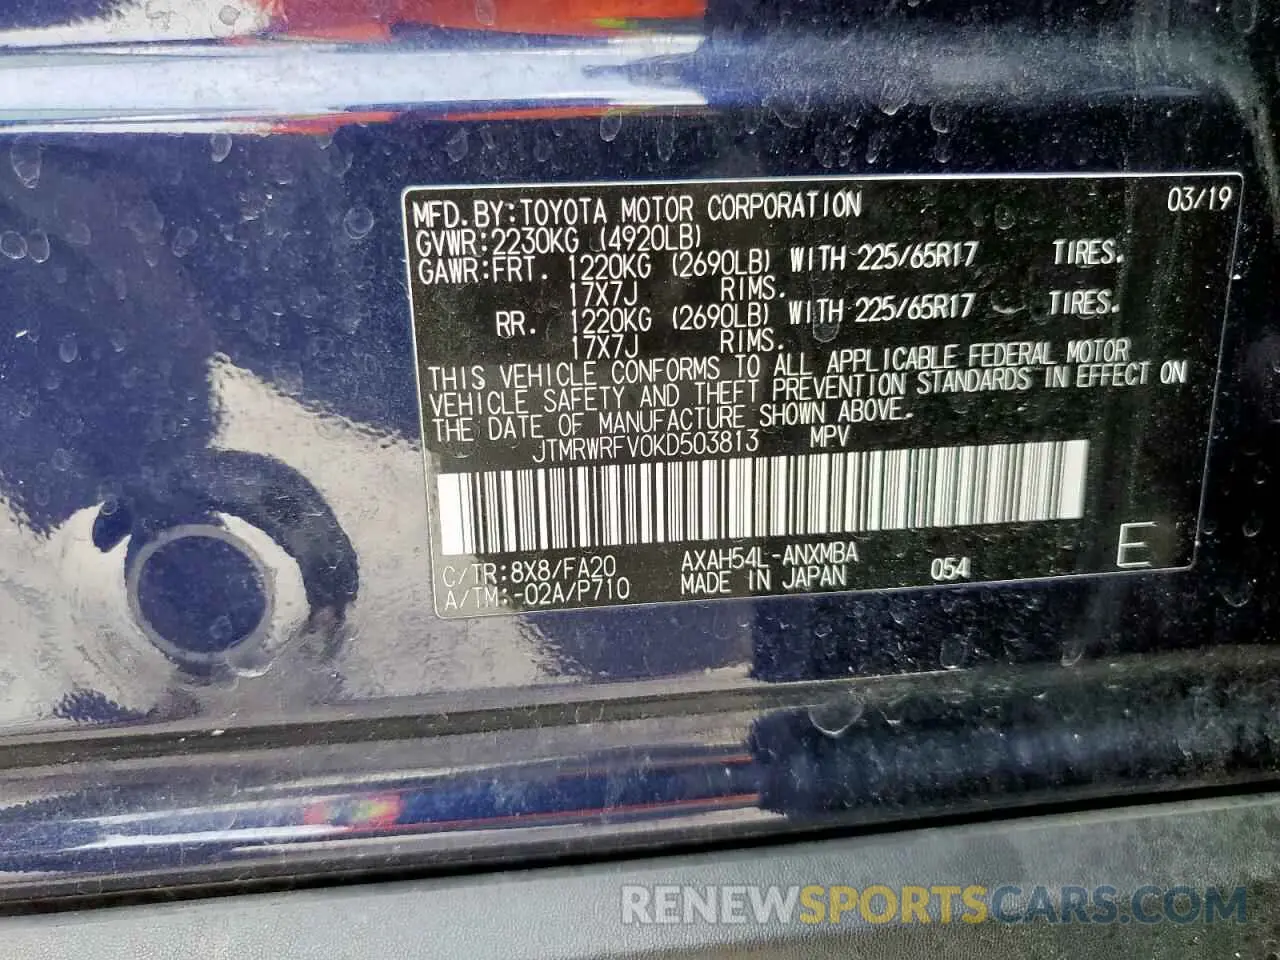 MFD.BY:TOYOTA MOTOR CORPORATION 03/19
GVWR:2230KG (4920LB)
GAWR:FRT. 1220KG (2690LB) WITH 225/65R17 TIRES.
17X7J RIMS.
RR. 1220KG (2690LB) WITH 225/65R17 TIRES.
17X7J RIMS.
THIS VEHICLE CONFORMS TO ALL APPLICABLE FEDERAL MOTOR
VEHICLE SAFETY AND THEFT PREVENTION STANDARDS IN EFFECT ON
THE DATE OF MANUFACTURE SHOWN ABOVE.
JTMRWRFV0KD503813 MPV
C/TR:8X8/FA20 AXAH54L-ANXMBA 054 E
A/TM:-02A/P710 MADE IN JAPAN
RENEWSPORTSCARS.COM